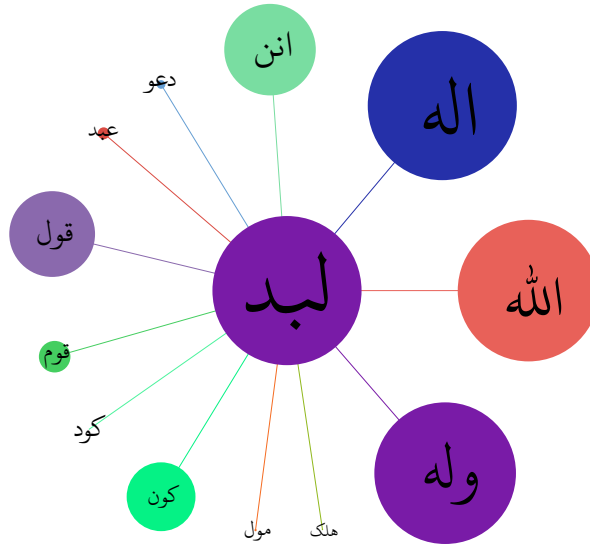 انن
اله
دعو
عبد
قول
لبد
الله
قوم
كود
وله
كون
مول
هلك